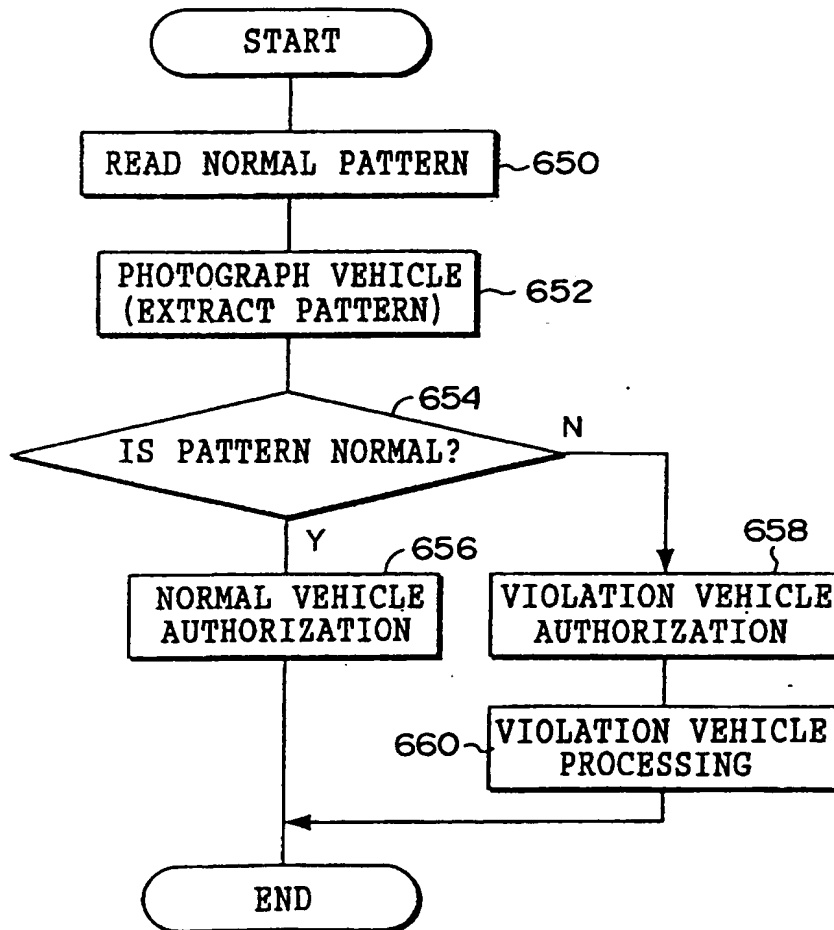 START
READ NORMAL PATTERN
650
PHOTOGRAPH VEHICLE
(EXTRACT PATTERN)
652
654
IS PATTERN NORMAL?
N
Y
656
NORMAL VEHICLE
AUTHORIZATION
658
VIOLATION VEHICLE
AUTHORIZATION
660
VIOLATION VEHICLE
PROCESSING
END